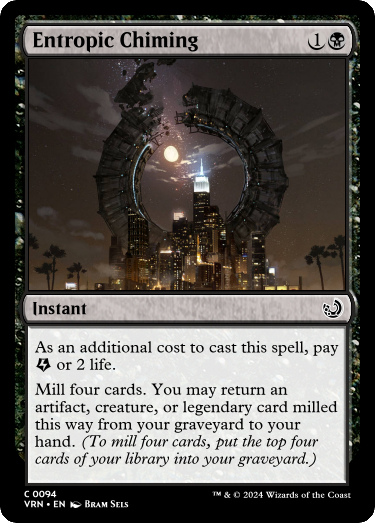 Entropic Chiming 1
Instant
As an additional cost to cast this spell, pay
or 2 life.
Mill four cards. You may return an
artifact, creature, or legendary card milled
this way from your graveyard to your
hand. (To mill four cards, put the top four
cards of your library into your graveyard.)
C 0094
VRN • EN Bram Sels
™ & © 2024 Wizards of the Coast